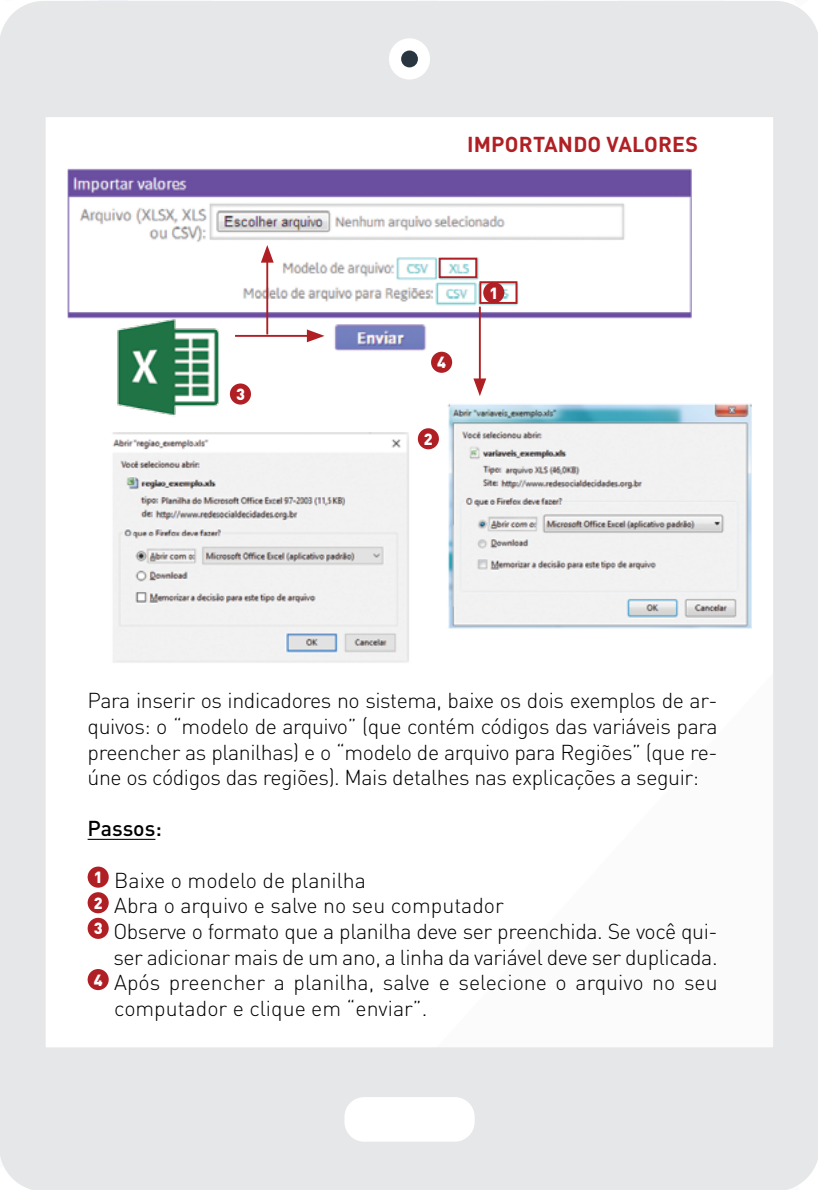 IMPORTANDO VALORES
Importar valores
Arquivo (XLSX, XLS
ou CSV):
Escolher arquivo Nenhum arquivo selecionado
Modelo de arquivo: CSV XLS
Modelo de arquivo para Regiões: CSV 1 S
X
3
Enviar
4
2
Abrir "regiao_exemplo.xls"
Você selecionou abrir:
regiao_exemplo.xls
tipo: Planilha do Microsoft Office Excel 97-2003 (11,5 KB)
de: http://www.redesocialdecidades.org.br
O que o Firefox deve fazer?
Abrir com o: Microsoft Office Excel (aplicativo padrão)
Download
Memorizar a decisão para este tipo de arquivo
OK Cancelar
Abrir "variaveis_exemplo.xls"
Você selecionou abrir:
variaveis_exemplo.xls
Tipo: arquivo XLS (46,0KB)
Site: http://www.redesocialdecidades.org.br
O que o Firefox deve fazer?
Abrir com o: Microsoft Office Excel (aplicativo padrão)
Download
Memorizar a decisão para este tipo de arquivo
OK Cancelar
Para inserir os indicadores no sistema, baixe os dois exemplos de ar-
quivos: o “modelo de arquivo” (que contém códigos das variáveis para
preencher as planilhas) e o “modelo de arquivo para Regiões” (que re-
úne os códigos das regiões). Mais detalhes nas explicações a seguir:
Passos:
1 Baixe o modelo de planilha
2 Abra o arquivo e salve no seu computador
3 Observe o formato que a planilha deve ser preenchida. Se você qui-
ser adicionar mais de um ano, a linha da variável deve ser duplicada.
4 Após preencher a planilha, salve e selecione o arquivo no seu
computador e clique em “enviar”.